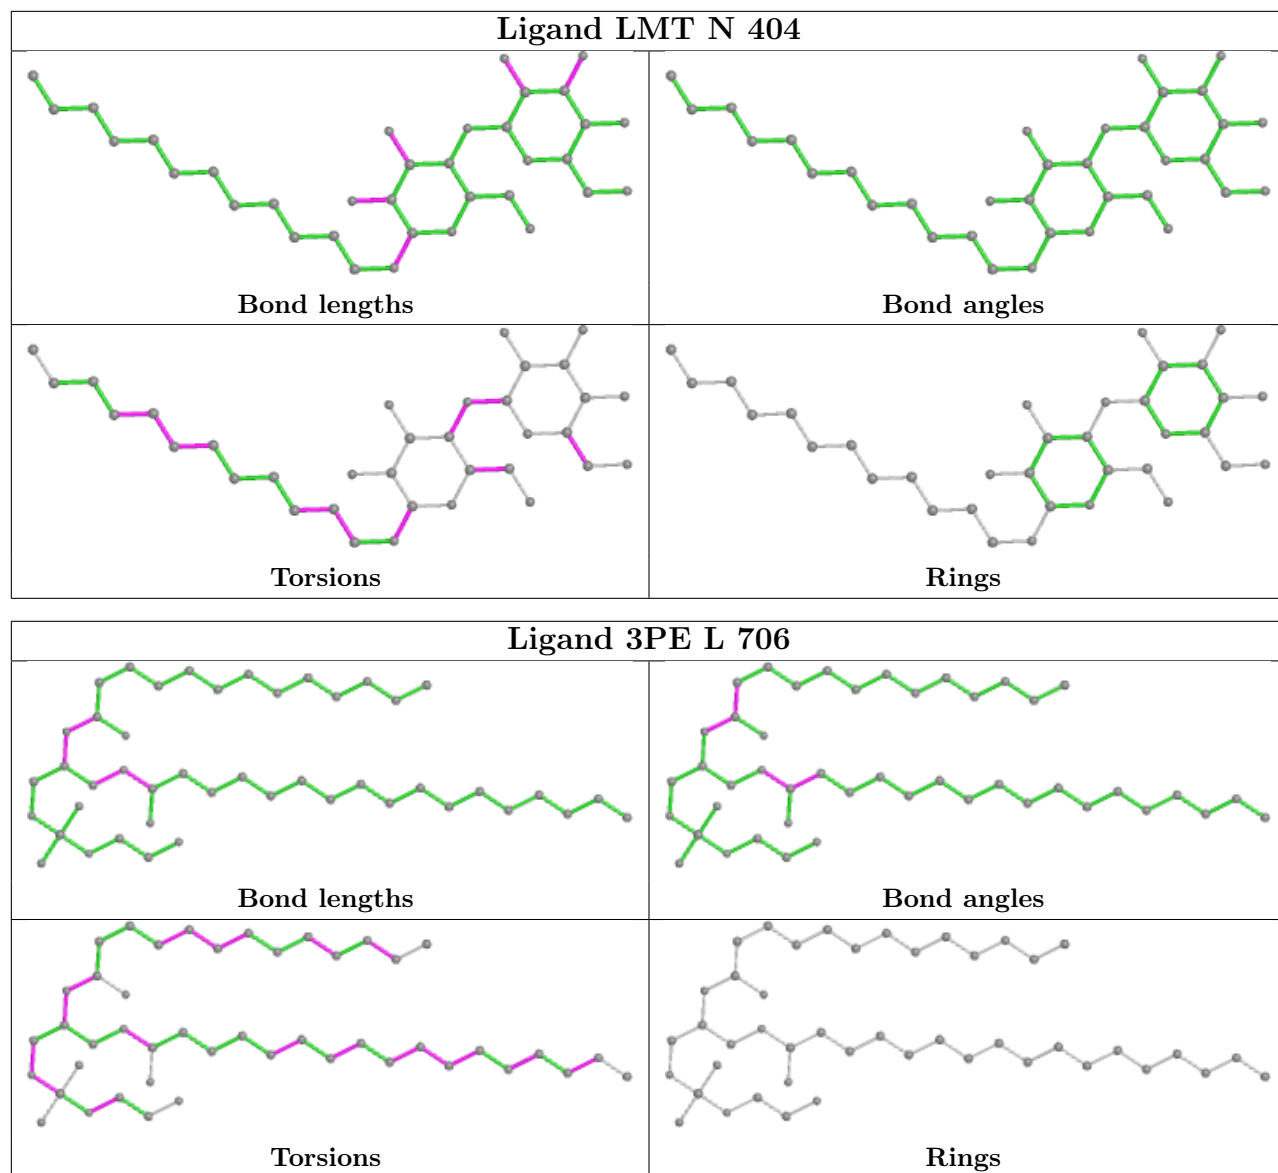 Ligand LMT N 404
Bond lengths
Bond angles
Torsions
Rings
Ligand 3PE L 706
Bond lengths
Bond angles
Torsions
Rings